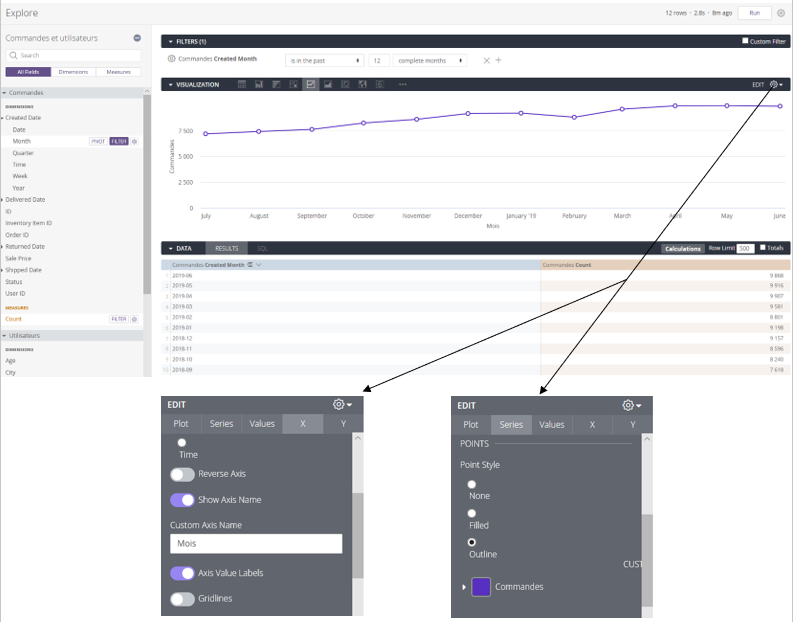 Explore
12 rows · 2.8s · 8m ago Run
Commandes et utilisateurs
Search
All Fields Dimensions Measures
Commandes
DIMENSIONS
Created Date
Date
Month PIVOT FILTER
Quarter
Time
Week
Year
Delivered Date
ID
Inventory Item ID
Order ID
Returned Date
Sale Price
Shipped Date
Status
User ID
MEASURES
Count FILTER
Utilisateurs
DIMENSIONS
Age
City
FILTERS (1) Custom Filter
Commandes Created Month is in the past 12 complete months
VISUALIZATION EDIT
Commandes
7 500
5 000
2 500
0
July August September October November December January '19 February March April May June
Mois
DATA RESULTS SQL Calculations Row Limit 500 Totals
Commandes Created Month Commandes Count
1 2019-06 9 868
2 2019-05 9 916
3 2019-04 9 907
4 2019-03 9 581
5 2019-02 8 801
6 2019-01 9 198
7 2018-12 9 157
8 2018-11 8 596
9 2018-10 8 240
10 2018-09 7 618
EDIT
Plot Series Values X Y
Time
Reverse Axis
Show Axis Name
Custom Axis Name
Mois
Axis Value Labels
Gridlines
EDIT
Plot Series Values X Y
POINTS
Point Style
None
Filled
Outline
CUST
Commandes